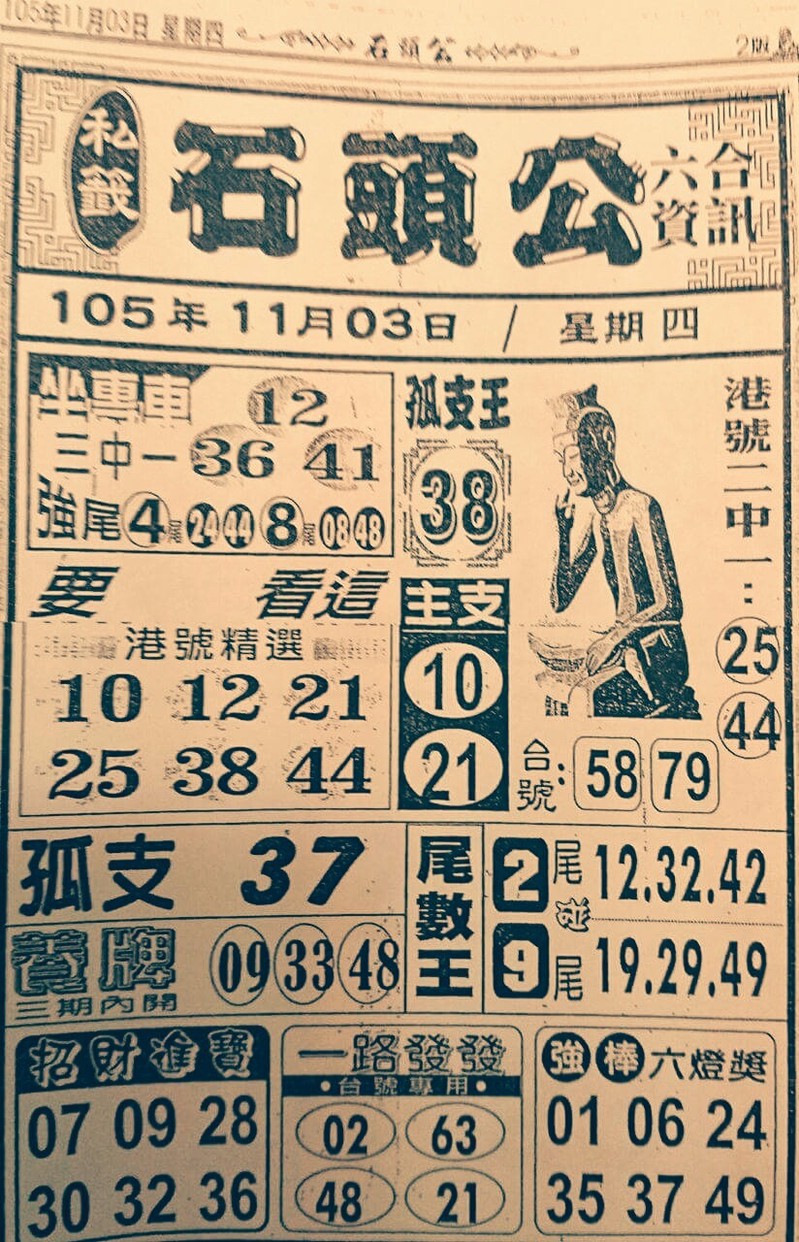 105年11月03日 星期四
石頭公
2版
私籤
石頭公
六合
資訊
105年11月03日 / 星期四
坐專車
三中一
12
36 41
強尾 4尾 24 44 8尾 08 48
孤支王
38
港號二中一：
25
44
要 看這
港號精選
10 12 21
25 38 44
主支
10
21
台號：58 79
孤支 37
養牌
三期內開
09 33 48
尾數王
2尾 12.32.42
碰
9尾 19.29.49
招財進寶
07 09 28
30 32 36
一路發發
•台號專用•
02 63
48 21
強棒六燈獎
01 06 24
35 37 49